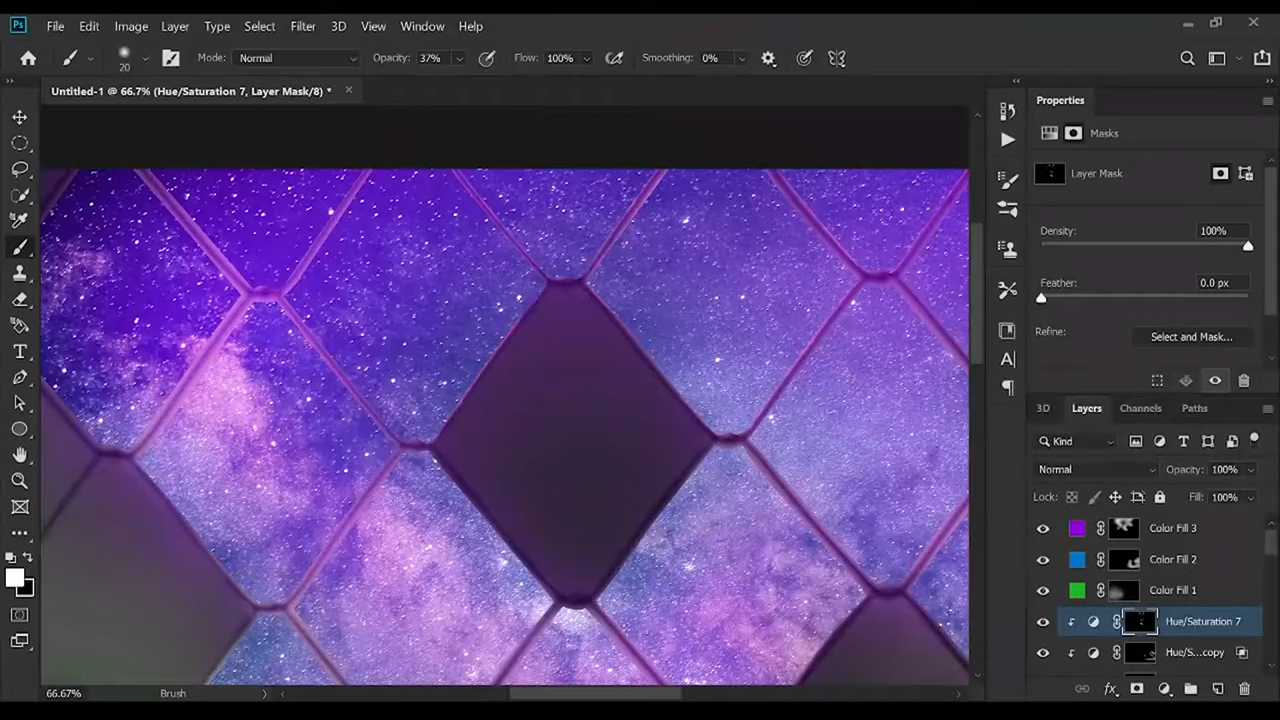 Ps File Edit Image Layer Type Select Filter 3D View Window Help
20 Mode: Normal Opacity: 37% Flow: 100% Smoothing: 0%
Untitled-1 @ 66.7% (Hue/Saturation 7, Layer Mask/8) *
Properties
Masks
Layer Mask
Density: 100%
Feather: 0.0 px
Refine: Select and Mask...
3D Layers Channels Paths
Kind
Normal Opacity: 100%
Lock: Fill: 100%
Color Fill 3
Color Fill 2
Color Fill 1
Hue/Saturation 7
Hue/S...copy
66.67% Brush